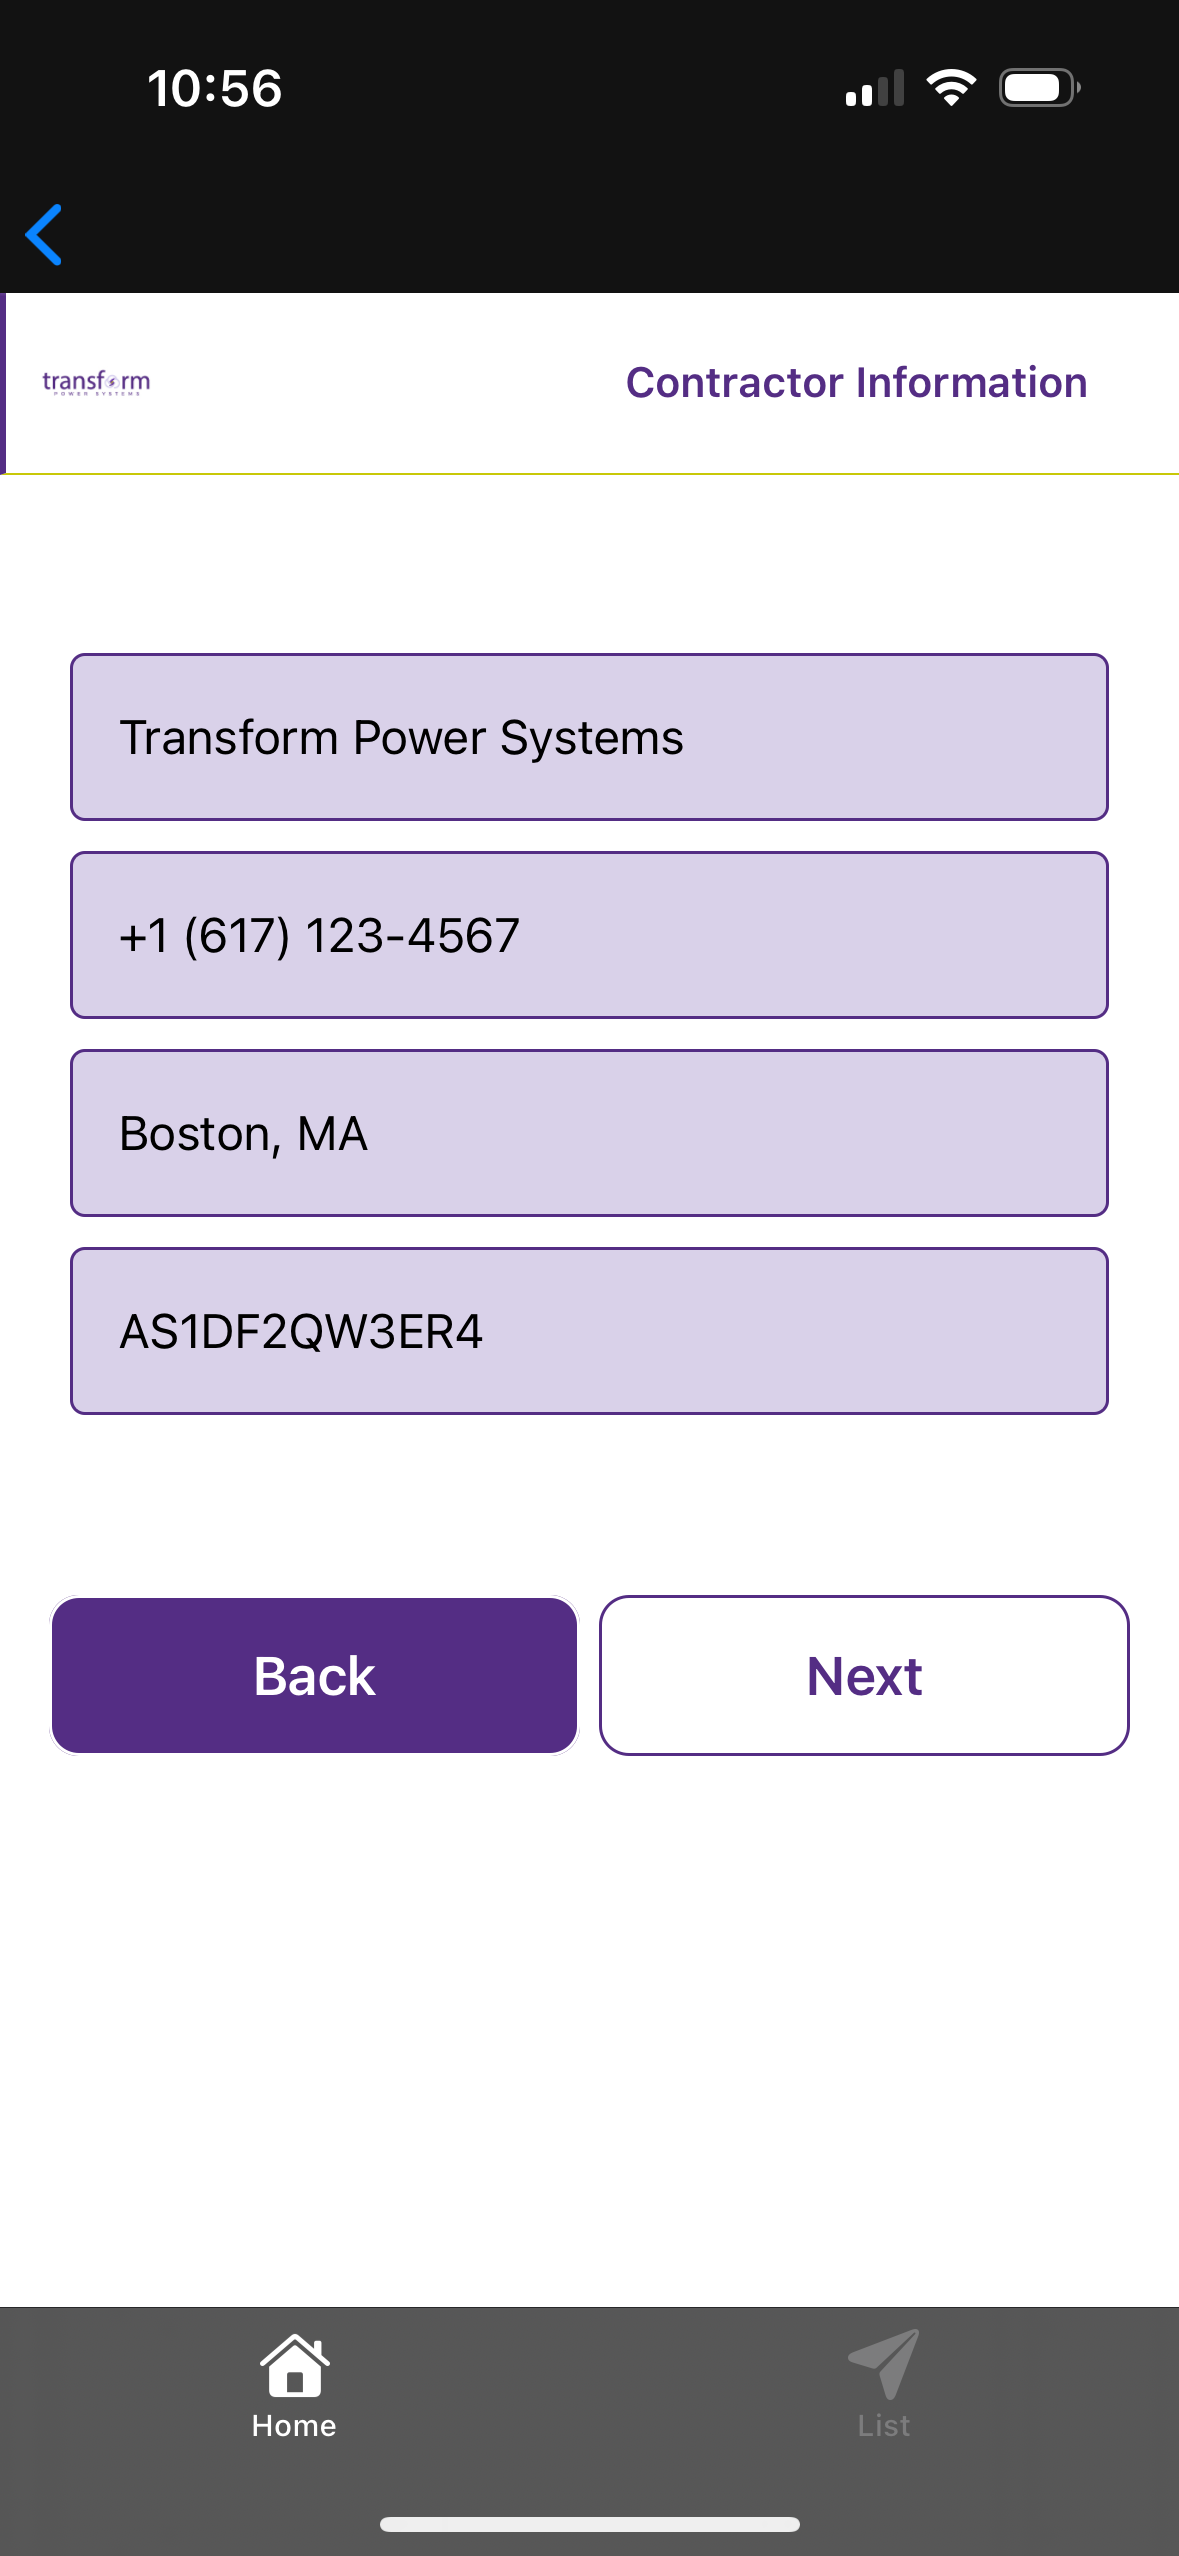 10:56
transform
POWER SYSTEMS
Contractor Information
Transform Power Systems
+1 (617) 123-4567
Boston, MA
AS1DF2QW3ER4
Back
Next
Home
List